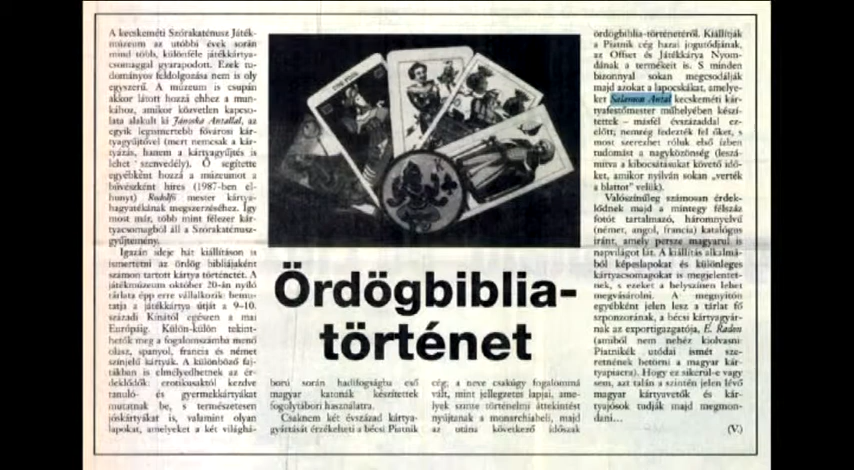 A kecskeméti Szórakaténusz Játék-
múzeum az utóbbi évek során
mind több, különféle játékkártya-
csomaggal gyarapodott. Ezek tu-
dományos feldolgozása nem is oly
egyszerű. A múzeum is csupán
akkor látott hozzá ehhez a mun-
kához, amikor közvetlen kapcso-
lata alakult ki Jánoska Antallal, az
egyik legismertebb fővárosi kár-
tyagyűjtővel (mert nemcsak a kár-
tyázás, hanem a kártyagyűjtés is
lehet szenvedély). Ő segítette
egyébként hozzá a múzeumot a
bűvészként híres (1987-ben el-
hunyt) Rodolfó mester kártya-
hagyatékának megszerzéséhez. Így
most már, több mint félezer kár-
tyacsomagból áll a Szórakaténusz-
gyűjtemény.
Igazán ideje hát kiállításon is
ismertetni az ördög bibliájaként
számon tartott kártya történetét. A
játékmúzeum október 20-án nyíló
tárlata épp erre vállalkozik: bemu-
tatja a játékkártya útját a 9-10.
századi Kínától egészen a mai
Európáig. Külön-külön tekint-
hetők meg a fogalomszámba menő
olasz, spanyol, francia és német
színjelű kártyák. A különböző faj-
tákban is elmélyedhetnek az ér-
deklődők: erotikusaktól kezdve
tanuló- és gyermekkártyákat
mutatnak be, s természetesen
jóskártyákat is, valamint olyan
lapokat, amelyeket a két világhá-
THE FOOL
Ördögbiblia-
történet
ború során hadifogságba eső
magyar katonák készítettek
fogolytábori használatra.
Csaknem két évszázad kártya-
gyártását érzékelteti a bécsi Piatnik
cég, a neve csakúgy fogalommá
vált, mint jellegzetes lapjai, ame-
lyek szinte történelmi áttekintést
nyújtanak a monarchiabeli, majd
az utána következő időszak
ördögbiblia-történetéről. Kiállítják
a Piatnik cég hazai jogutódjának,
az Offset és Játékkártya Nyom-
dának a termékeit is. S minden
bizonnyal sokan megcsodálják
majd azokat a lapocskákat, amelye-
ket Salamon Antal kecskeméti kár-
tyafestőmester műhelyében készí-
tettek – másfél évszázaddal ez-
előtt; nemrég fedezték fel őket, s
most szerezhet róluk első ízben
tudomást a nagyközönség (leszá-
mítva a kibocsátásukat követő idő-
ket, amikor nyilván sokan „verték
a blattot" velük).
Valószínűleg számosan érdek-
lődnek majd a mintegy félszáz
fotót tartalmazó, háromnyelvű
(német, angol, francia) katalógus
iránt, amely persze magyarul is
napvilágot lát. A kiállítás alkalmá-
ból képeslapokat és különleges
kártyacsomagokat is megjelentet-
nek, s ezeket a helyszínen lehet
megvásárolni. A megnyitón
egyébként jelen lesz a tárlat fő
szponzorának, a bécsi kártyagyár-
nak az exportigazgatója, E. Raden
(amiből nem nehéz kiolvasni:
Piatnikék utódai ismét sze-
retnének betörni a magyar kár-
tyapiacra). Hogy ez sikerül-e vagy
sem, azt talán a szintén jelen lévő
magyar kártyavetők és kár-
tyajósok tudják majd megmon-
dani...
(V.)